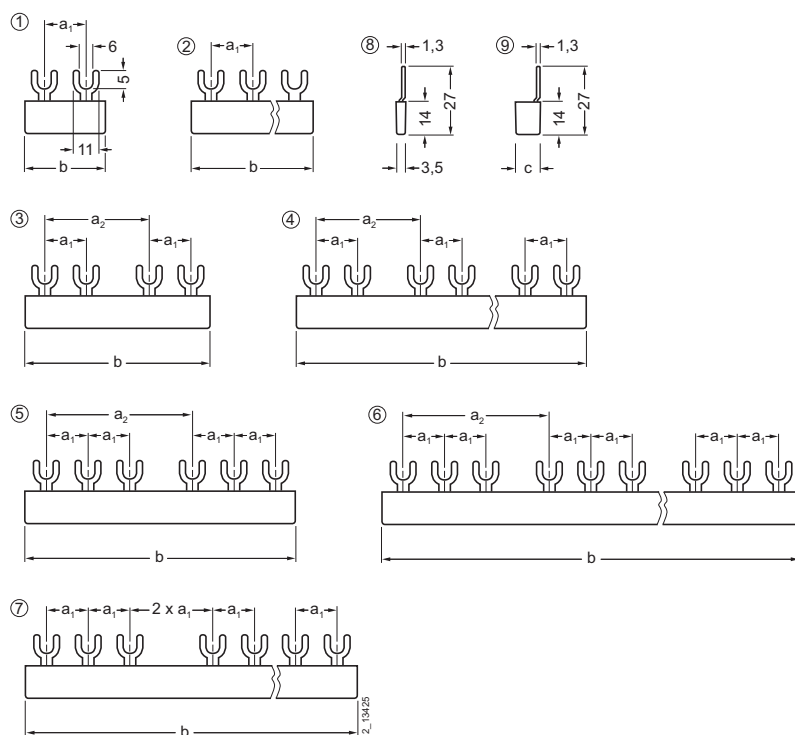 ① a₁ 6 5 11 b
② a₁ b
⑧ 1,3 27 14 3,5
⑨ 1,3 27 14 c
③ a₂ a₁ a₁ b
④ a₂ a₁ a₁ a₁ b
⑤ a₂ a₁ a₁ a₁ a₁ b
⑥ a₂ a₁ a₁ a₁ a₁ a₁ a₁ b
⑦ a₁ a₁ 2 x a₁ a₁ a₁ b
2_13425